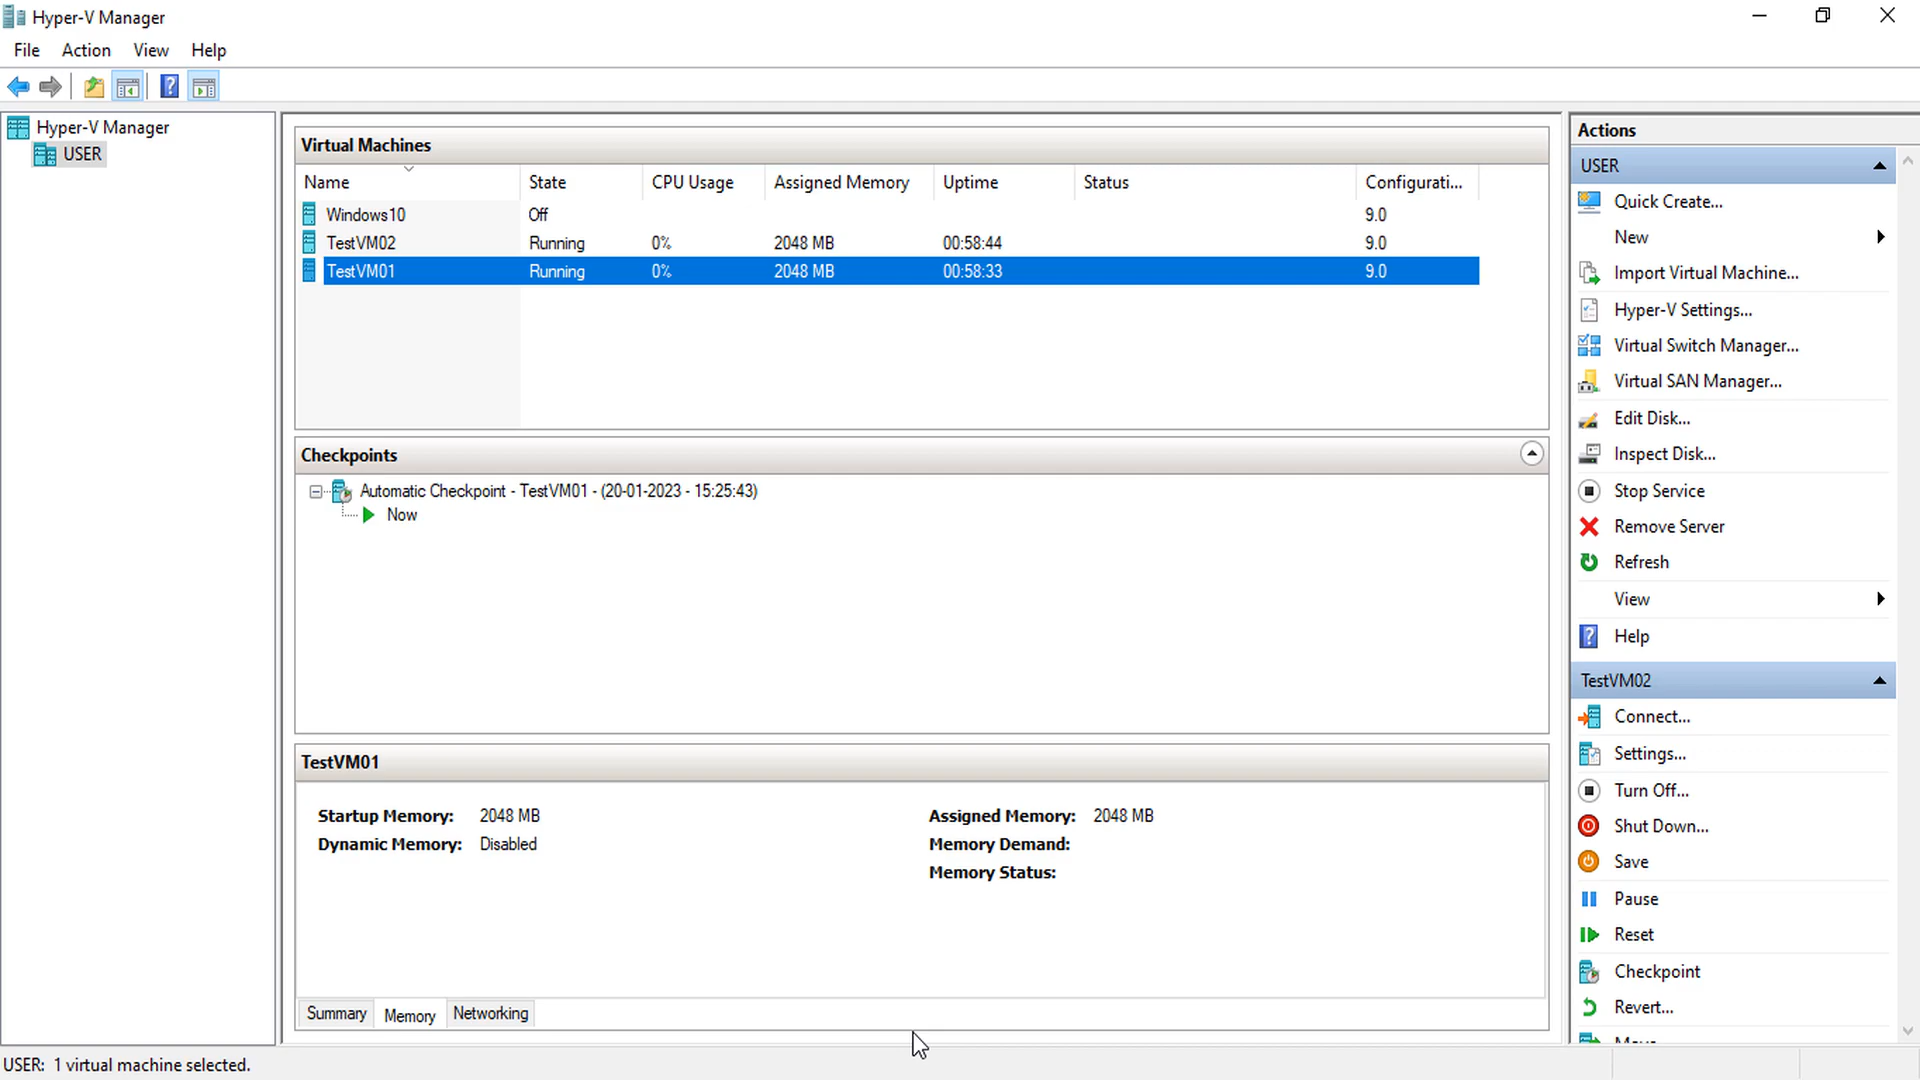 Hyper-V Manager
File Action View Help
Hyper-V Manager
USER
Virtual Machines
Name State CPU Usage Assigned Memory Uptime Status Configurati...
Windows10 Off 9.0
TestVM02 Running 0% 2048 MB 00:58:44 9.0
TestVM01 Running 0% 2048 MB 00:58:33 9.0
Checkpoints
Automatic Checkpoint - TestVM01 - (20-01-2023 - 15:25:43)
Now
TestVM01
Startup Memory: 2048 MB Assigned Memory: 2048 MB
Dynamic Memory: Disabled Memory Demand:
Memory Status:
Summary Memory Networking
Actions
USER
Quick Create...
New
Import Virtual Machine...
Hyper-V Settings...
Virtual Switch Manager...
Virtual SAN Manager...
Edit Disk...
Inspect Disk...
Stop Service
Remove Server
Refresh
View
Help
TestVM02
Connect...
Settings...
Turn Off...
Shut Down...
Save
Pause
Reset
Checkpoint
Revert...
USER: 1 virtual machine selected.